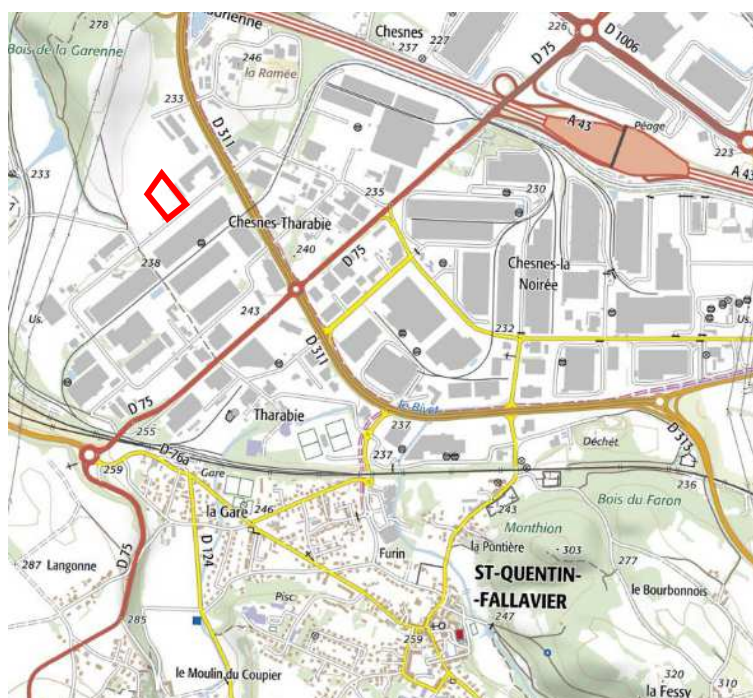 278
Bois de la Garenne
urienne
Chesnes
237
227
226
D 1006
D 75
246
la Ramée
233
D 311
A 43
Péage
223
A 43
233
235
230
Chesnes-Tharabie
238
240
D 75
Chesnes-la
Noirée
Us.
243
232
Us.
D 311
D 75
Tharabie
le Bivet
255
237
D 76a
237
Déchet
D 313
259
Gare
236
la Gare
246
243
Bois du Faron
Monthion
D 75
D 124
Furin
la Pontière
303
277
287
Langonne
ST-QUENTIN-
-FALLAVIER
le Bourbonnois
Pisc.
285
259
247
le Moulin du Coupier
320
310
la Fessy